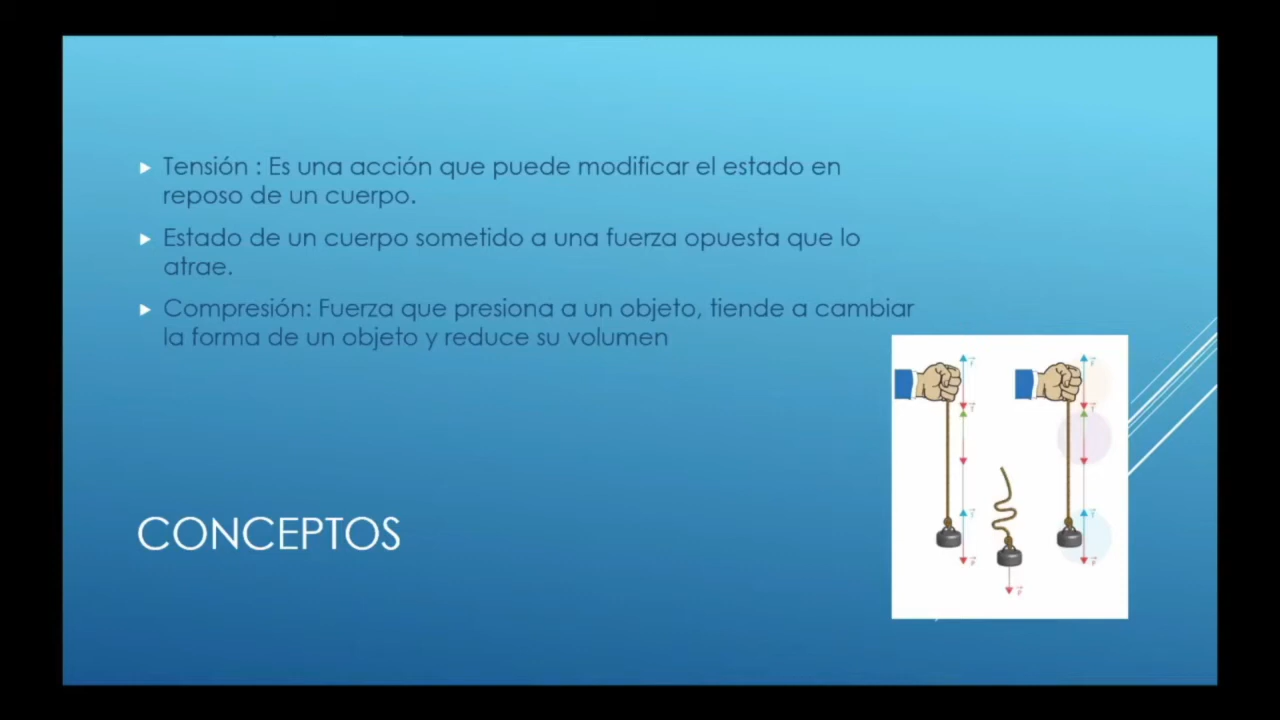 Tensión : Es una acción que puede modificar el estado en
reposo de un cuerpo.
Estado de un cuerpo sometido a una fuerza opuesta que lo
atrae.
Compresión: Fuerza que presiona a un objeto, tiende a cambiar
la forma de un objeto y reduce su volumen
CONCEPTOS